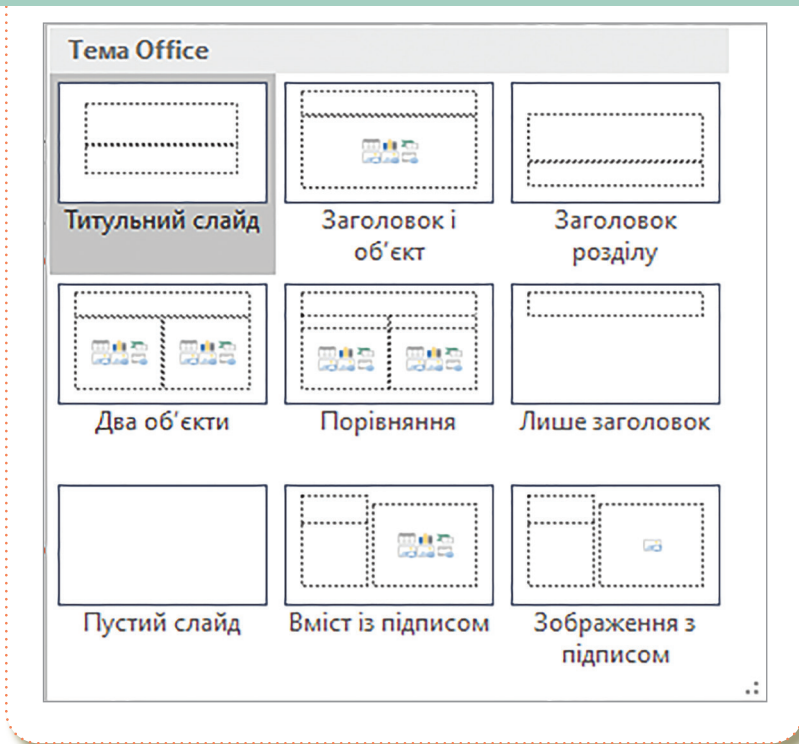 Тема Office
Титульний слайд
Заголовок і
об’єкт
Заголовок
розділу
Два об’єкти
Порівняння
Лише заголовок
Пустий слайд
Вміст із підписом
Зображення з
підписом